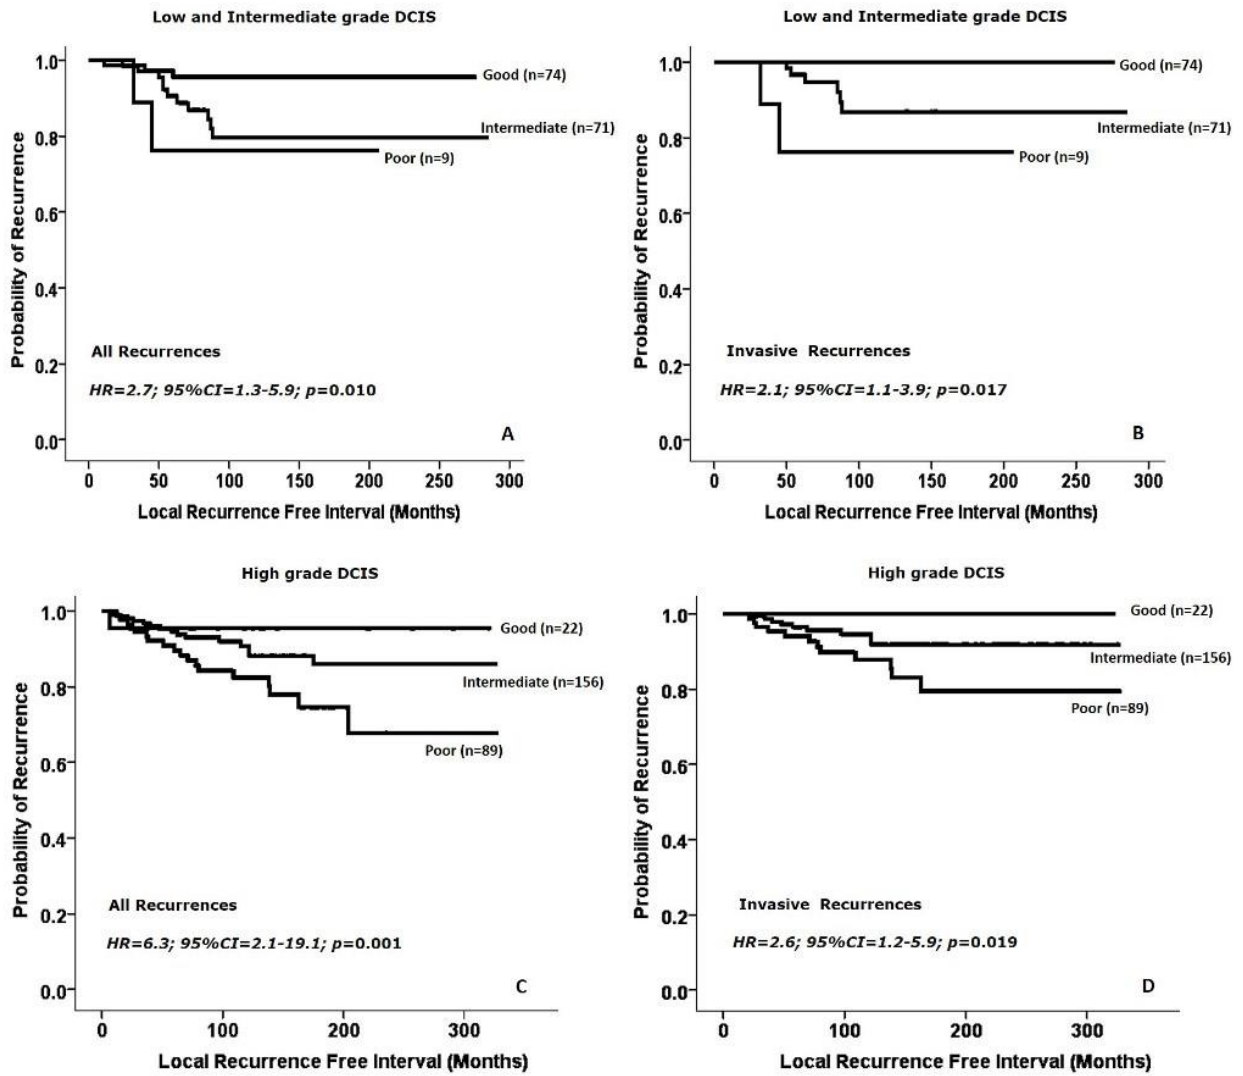 Low and Intermediate grade DCIS
Probability of Recurrence
1.0
0.8
0.6
0.4
0.2
0.0
Good (n=74)
Intermediate (n=71)
Poor (n=9)
All Recurrences
HR=2.7; 95%CI=1.3-5.9; p=0.010
A
0 50 100 150 200 250 300
Local Recurrence Free Interval (Months)
Low and Intermediate grade DCIS
Probability of Recurrence
1.0
0.8
0.6
0.4
0.2
0.0
Good (n=74)
Intermediate (n=71)
Poor (n=9)
Invasive Recurrences
HR=2.1; 95%CI=1.1-3.9; p=0.017
B
0 50 100 150 200 250 300
Local Recurrence Free Interval (Months)
High grade DCIS
Probability of Recurrence
1.0
0.8
0.6
0.4
0.2
0.0
Good (n=22)
Intermediate (n=156)
Poor (n=89)
All Recurrences
HR=6.3; 95%CI=2.1-19.1; p=0.001
C
0 100 200 300
Local Recurrence Free Interval (Months)
High grade DCIS
Probability of Recurrence
1.0
0.8
0.6
0.4
0.2
0.0
Good (n=22)
Intermediate (n=156)
Poor (n=89)
Invasive Recurrences
HR=2.6; 95%CI=1.2-5.9; p=0.019
D
0 100 200 300
Local Recurrence Free Interval (Months)